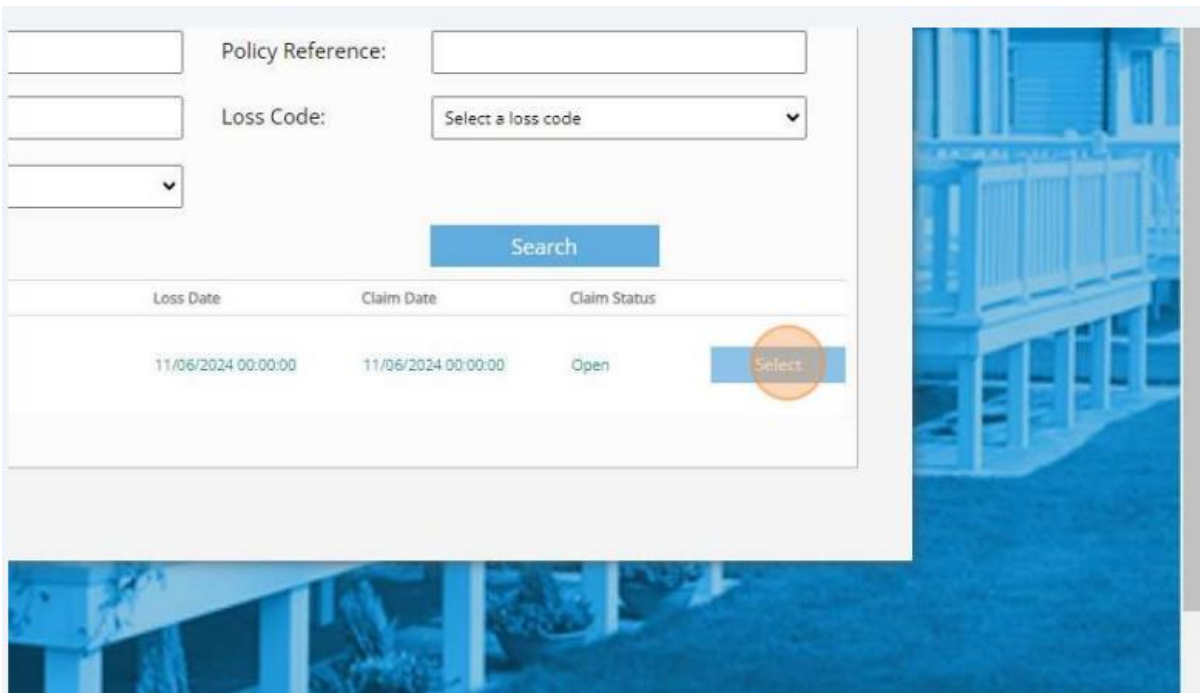 Policy Reference:
Loss Code: Select a loss code
Search
Loss Date Claim Date Claim Status
11/06/2024 00:00:00 11/06/2024 00:00:00 Open Select